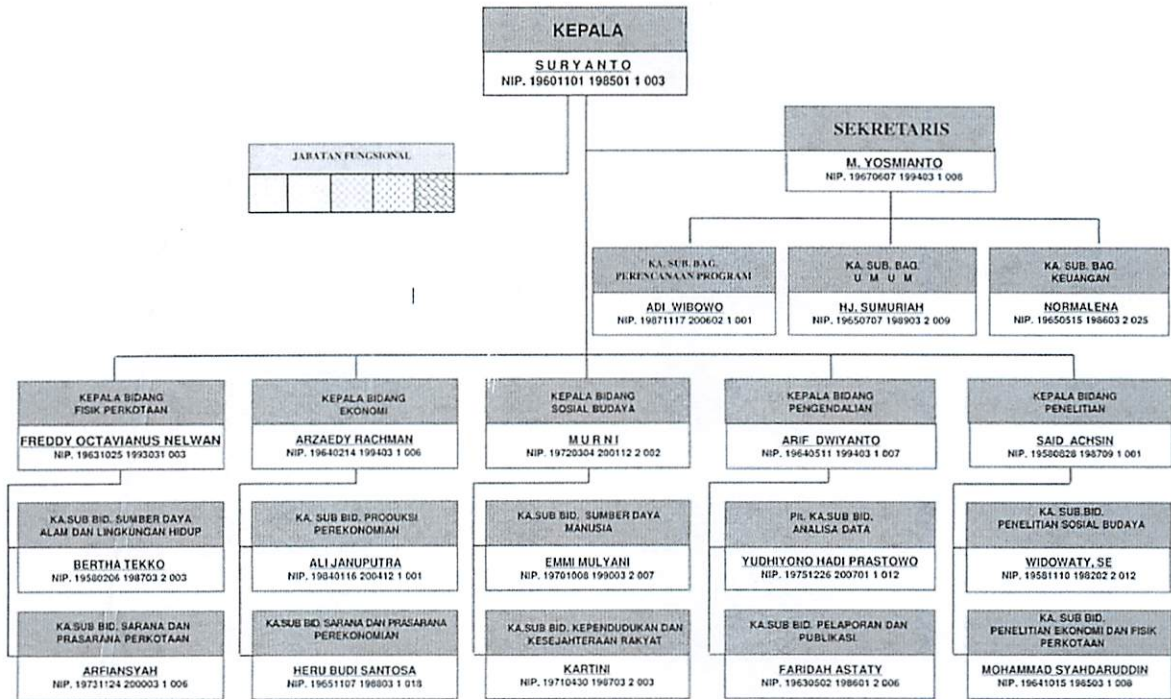 KEPALA
SURYANTO
NIP. 19601101 198501 1 003
SEKRETARIS
M. YOSMIANTO
NIP. 19670607 199403 1 008
JABATAN FUNGSIONAL
KA. SUB. BAG.
PERENCANAAN PROGRAM
ADI WIBOWO
NIP. 19871117 200602 1 001
KA. SUB. BAG.
U M U M
HJ. SUMURIAH
NIP. 19650707 198903 2 009
KA. SUB. BAG.
KEUANGAN
NORMALENA
NIP. 19650515 198603 2 025
KEPALA BIDANG
FISIK PERKOTAAN
FREDDY OCTAVIANUS NELWAN
NIP. 19631025 1993031 003
KEPALA BIDANG
EKONOMI
ARZAEDY RACHMAN
NIP. 19640214 199403 1 006
KEPALA BIDANG
SOSIAL BUDAYA
M U R N I
NIP. 19720304 200112 2 002
KEPALA BIDANG
PENGENDALIAN
ARIF DWIYANTO
NIP. 19640511 199403 1 007
KEPALA BIDANG
PENELITIAN
SAID ACHSIN
NIP. 19580828 198709 1 001
KA.SUB BID. SUMBER DAYA
ALAM DAN LINGKUNGAN HIDUP
BERTHA TEKKO
NIP. 19580206 198703 2 003
KA. SUB BID. PRODUKSI
PEREKONOMIAN
ALI JANUPUTRA
NIP. 19840116 200412 1 001
KA.SUB BID. SUMBER DAYA
MANUSIA
EMMI MULYANI
NIP. 19701008 199003 2 007
Plt. KA.SUB BID.
ANALISA DATA
YUDHIYONO HADI PRASTOWO
NIP. 19751226 200701 1 012
KA. SUB.BID.
PENELITIAN SOSIAL BUDAYA
WIDOWATY, SE
NIP. 19581110 198202 2 012
KA.SUB BID. SARANA DAN
PRASARANA PERKOTAAN
ARFIANSYAH
NIP. 19731124 200003 1 006
KA.SUB BID. SARANA DAN PRASARANA
PEREKONOMIAN
HERU BUDI SANTOSA
NIP. 19651107 198803 1 018
KA.SUB BID. KEPENDUDUKAN DAN
KESEJAHTERAAN RAKYAT
KARTINI
NIP. 19710430 198703 2 003
KA.SUB BID. PELAPORAN DAN
PUBLIKASI
FARIDAH ASTATY
NIP. 19630502 198601 2 006
KA. SUB BID.
PENELITIAN EKONOMI DAN FISIK
PERKOTAAN
MOHAMMAD SYAHDARUDDIN
NIP. 19641015 198503 1 008